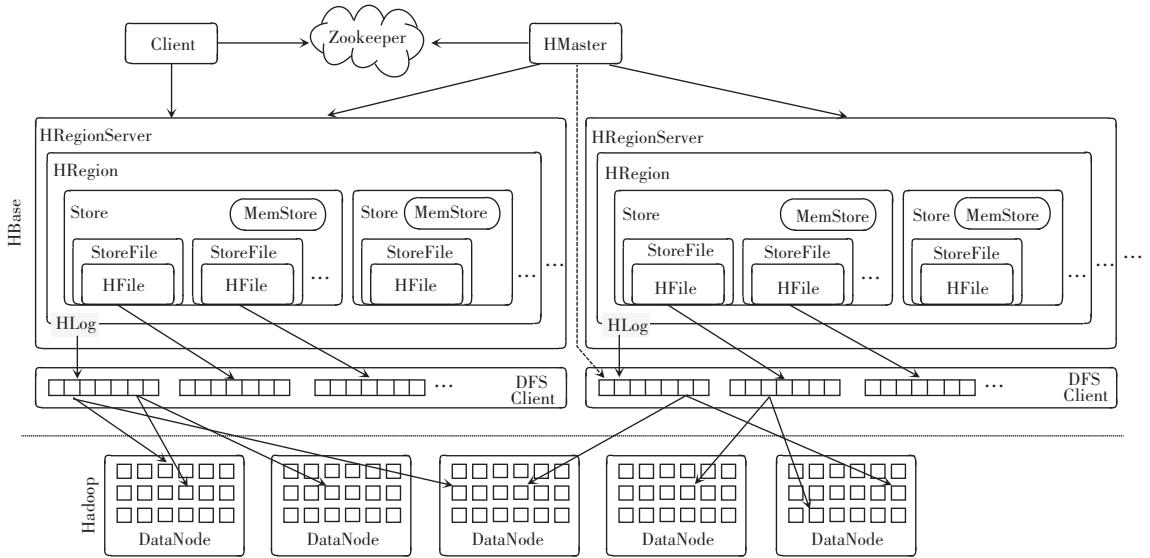 Client
Zookeeper
HMaster
HBase
HRegionServer
HRegion
Store
MemStore
Store
MemStore
StoreFile
HFile
StoreFile
HFile
...
StoreFile
HFile
...
...
HLog
HRegionServer
HRegion
Store
MemStore
Store
MemStore
StoreFile
HFile
StoreFile
HFile
...
StoreFile
HFile
...
...
...
HLog
...
DFS
Client
...
DFS
Client
Hadoop
DataNode
DataNode
DataNode
DataNode
DataNode